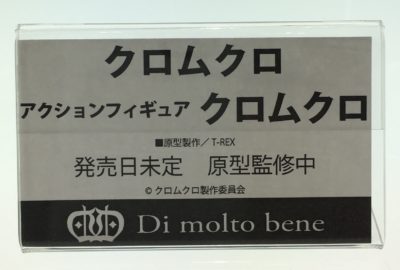 クロムクロ
アクションフィギュア クロムクロ
■原型製作／T-REX
発売日未定　原型監修中
© クロムクロ製作委員会
Di molto bene